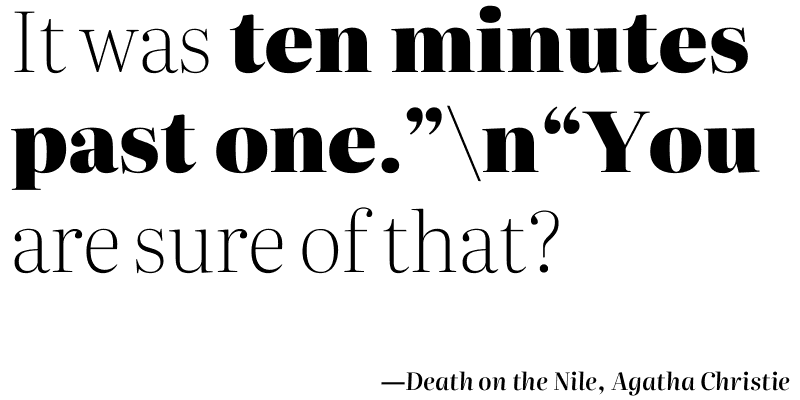 It was ten minutes
past one.”\n“You
are sure of that?
—Death on the Nile, Agatha Christie